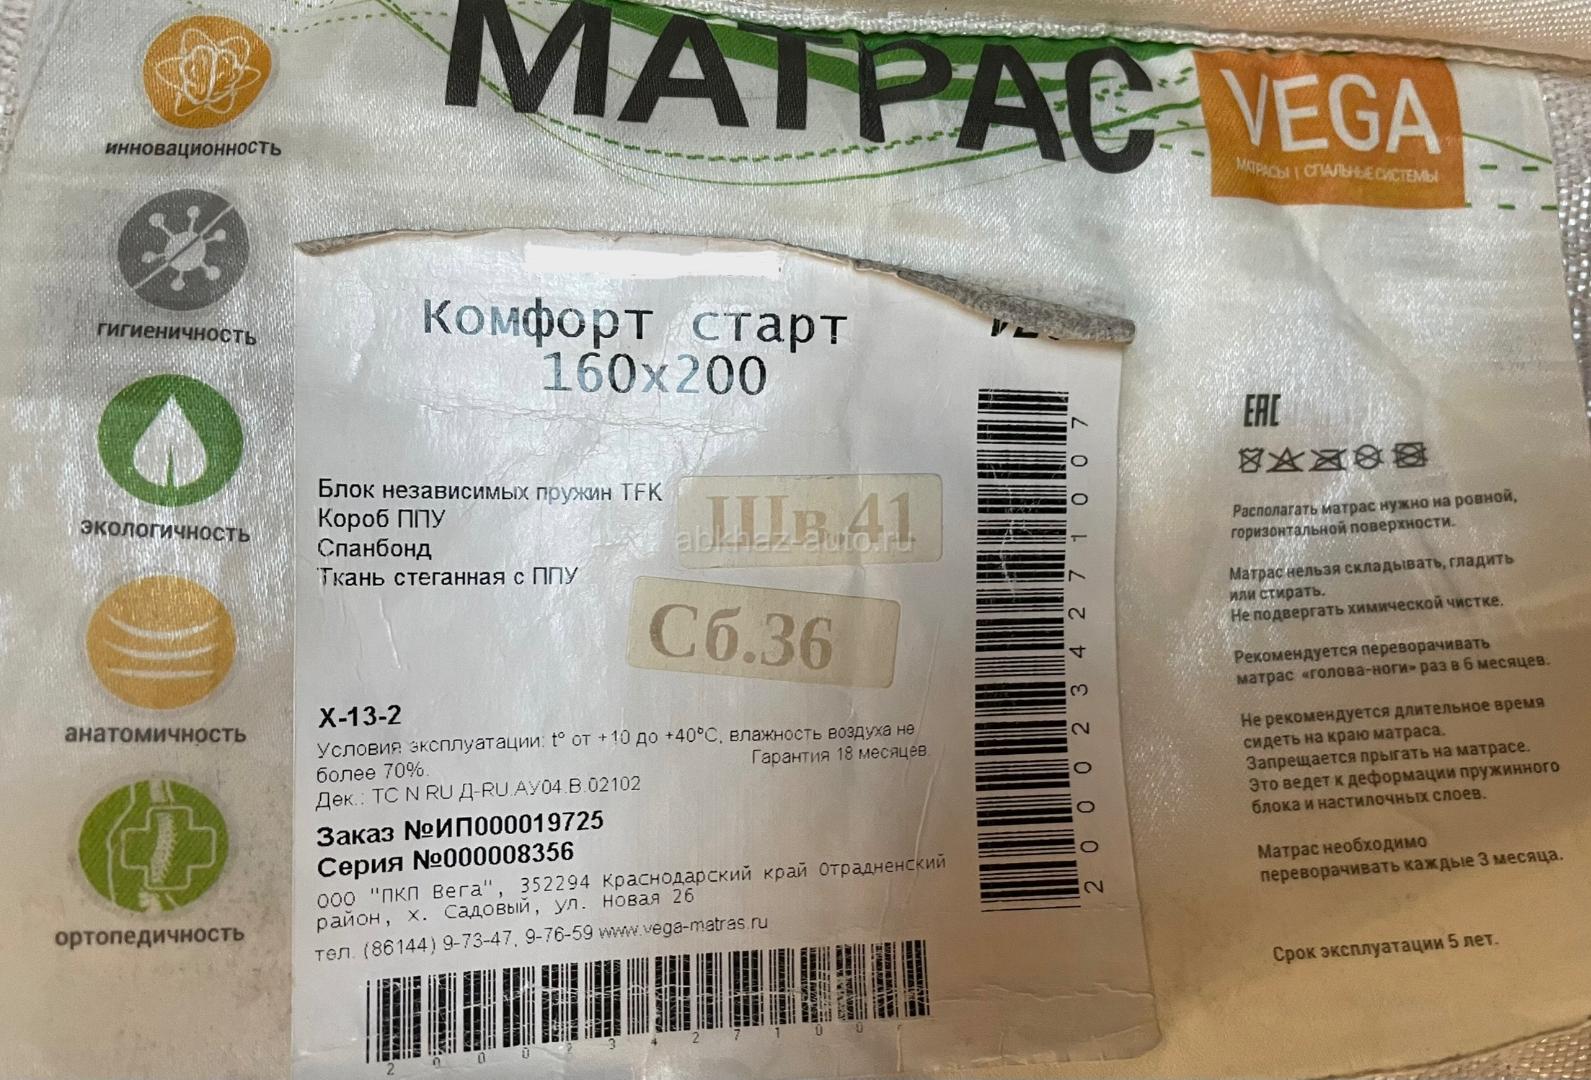 МАТРАС
VEGA
МАТРАСЫ | СПАЛЬНЫЕ СИСТЕМЫ
инновационность
гигиеничность
экологичность
анатомичность
ортопедичность
Комфорт старт
160x200
Блок независимых пружин TFK
Короб ППУ
Спанбонд
Ткань стеганная с ППУ
Шв.41
abkhaz-auto.ru
Сб.36
Х-13-2
Условия эксплуатации: t° от +10 до +40°С, влажность воздуха не
более 70%.
Гарантия 18 месяцев.
Дек.: ТС N RU Д-RU.АУ04.В.02102
Заказ №ИП000019725
Серия №000008356
ООО "ПКП Вега", 352294 Краснодарский край Отрадненский
район, х. Садовый, ул. Новая 26
тел. (86144) 9-73-47, 9-76-59 www.vega-matras.ru
2000234271007
2000234271007
ЕАС
Располагать матрас нужно на ровной,
горизонтальной поверхности.
Матрас нельзя складывать, гладить
или стирать.
Не подвергать химической чистке.
Рекомендуется переворачивать
матрас «голова-ноги» раз в 6 месяцев.
Не рекомендуется длительное время
сидеть на краю матраса.
Запрещается прыгать на матрасе.
Это ведет к деформации пружинного
блока и настилочных слоев.
Матрас необходимо
переворачивать каждые 3 месяца.
Срок эксплуатации 5 лет.